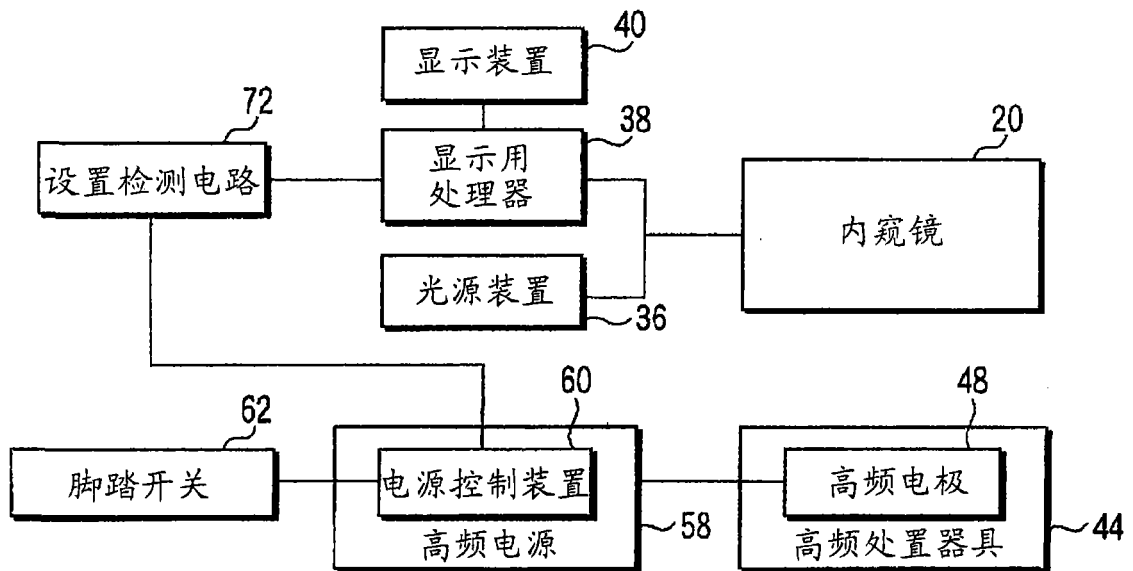 40
显示装置
72
38
20
设置检测电路
显示用
处理器
内窥镜
光源装置
36
62
60
48
脚踏开关
电源控制装置
高频电极
高频电源
58
高频处置器具
44